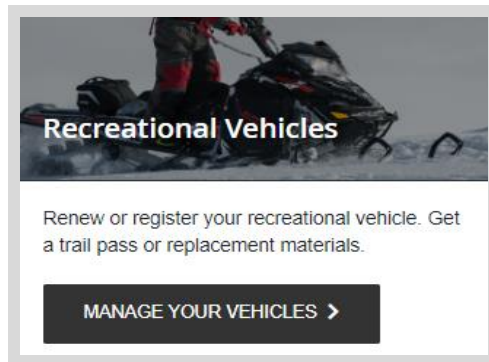 Recreational Vehicles
Renew or register your recreational vehicle. Get
a trail pass or replacement materials.
MANAGE YOUR VEHICLES